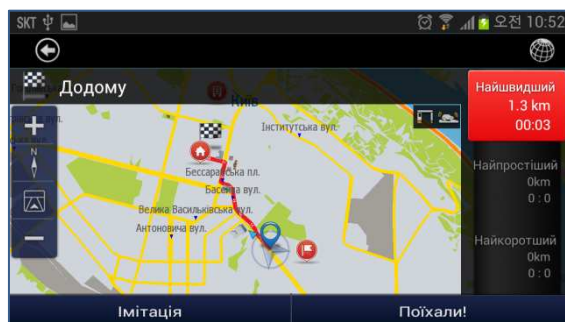 SKT 오전 10:52
Додому
Найшвидший
1.3 km
00:03
Київ
Інститутська вул.
N
Бессарабська пл.
Басейна вул.
Найпростіший
0km
0 : 0
Велика Васильківська вул.
Антоновича вул.
Найкоротший
0km
0 : 0
Імітація
Поїхали!